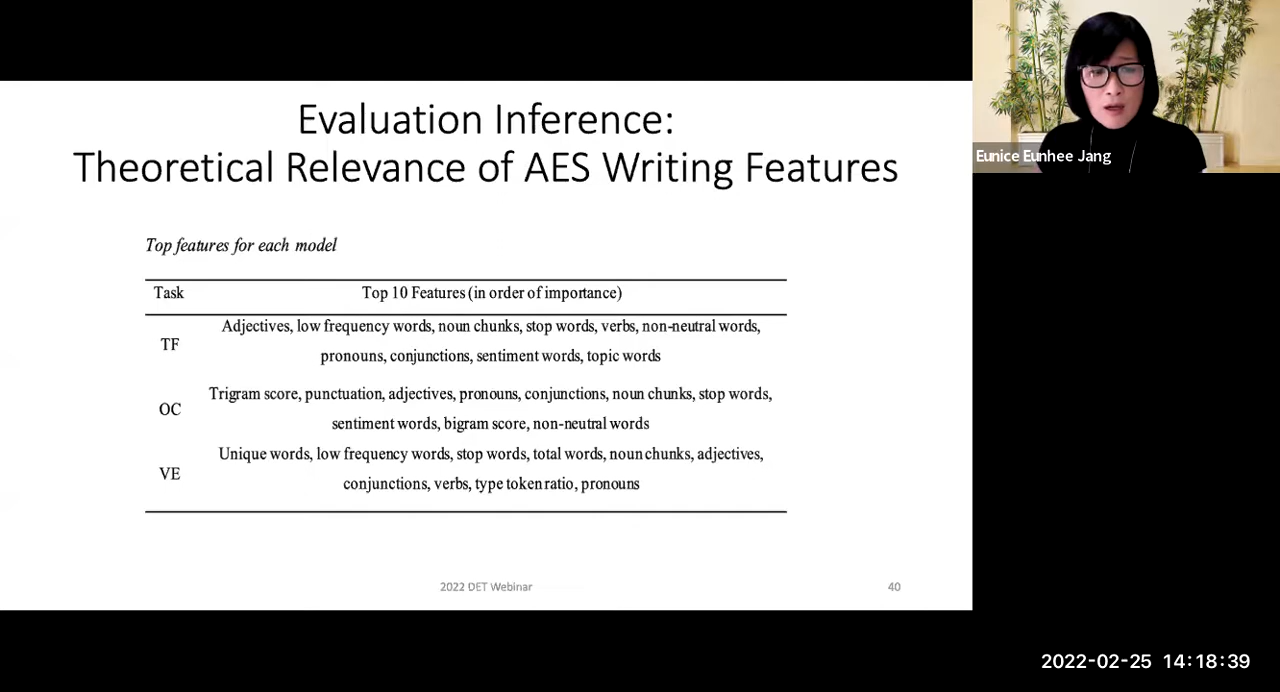 Evaluation Inference:
Theoretical Relevance of AES Writing Features
Eunice Eunhee Jang
Top features for each model
Task Top 10 Features (in order of importance)
TF Adjectives, low frequency words, noun chunks, stop words, verbs, non-neutral words,
pronouns, conjunctions, sentiment words, topic words
OC Trigram score, punctuation, adjectives, pronouns, conjunctions, noun chunks, stop words,
sentiment words, bigram score, non-neutral words
VE Unique words, low frequency words, stop words, total words, noun chunks, adjectives,
conjunctions, verbs, type token ratio, pronouns
2022 DET Webinar 40
2022-02-25 14:18:39